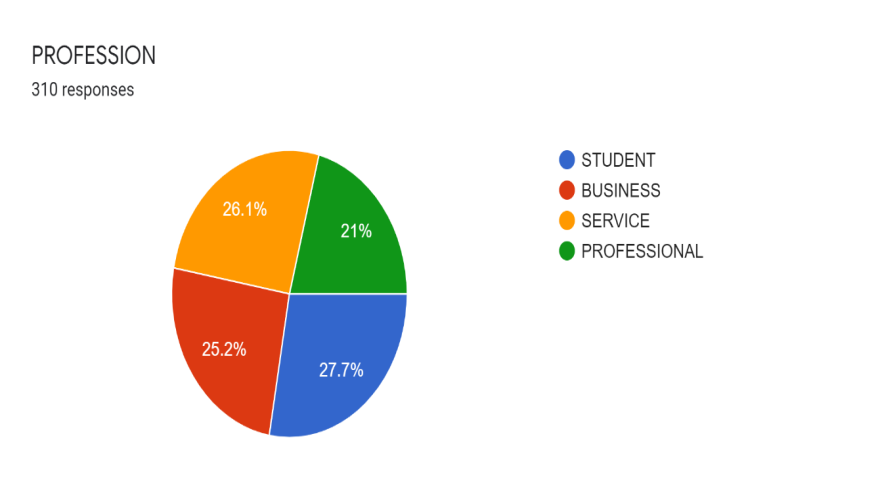 PROFESSION
310 responses
26.1%
21%
25.2%
27.7%
STUDENT
BUSINESS
SERVICE
PROFESSIONAL